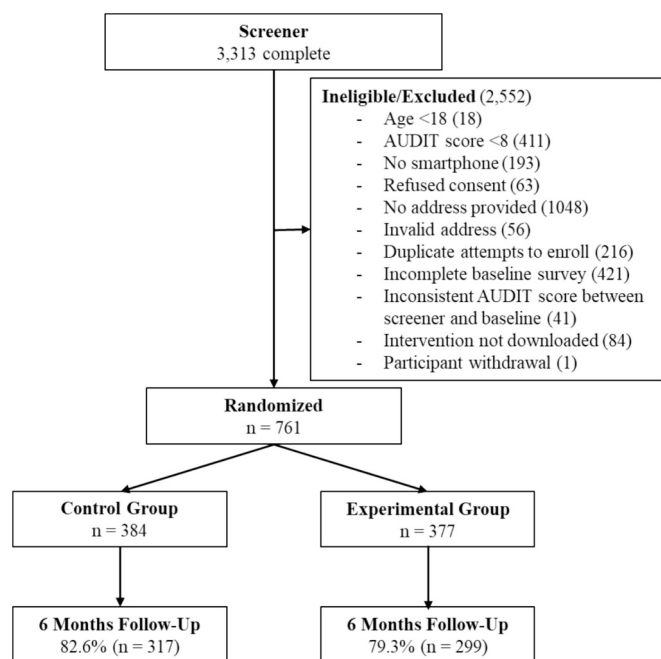 Screener
3,313 complete
Ineligible/Excluded (2,552)
- Age <18 (18)
- AUDIT score <8 (411)
- No smartphone (193)
- Refused consent (63)
- No address provided (1048)
- Invalid address (56)
- Duplicate attempts to enroll (216)
- Incomplete baseline survey (421)
- Inconsistent AUDIT score between
screener and baseline (41)
- Intervention not downloaded (84)
- Participant withdrawal (1)
Randomized
n = 761
Control Group
n = 384
Experimental Group
n = 377
6 Months Follow-Up
82.6% (n = 317)
6 Months Follow-Up
79.3% (n = 299)